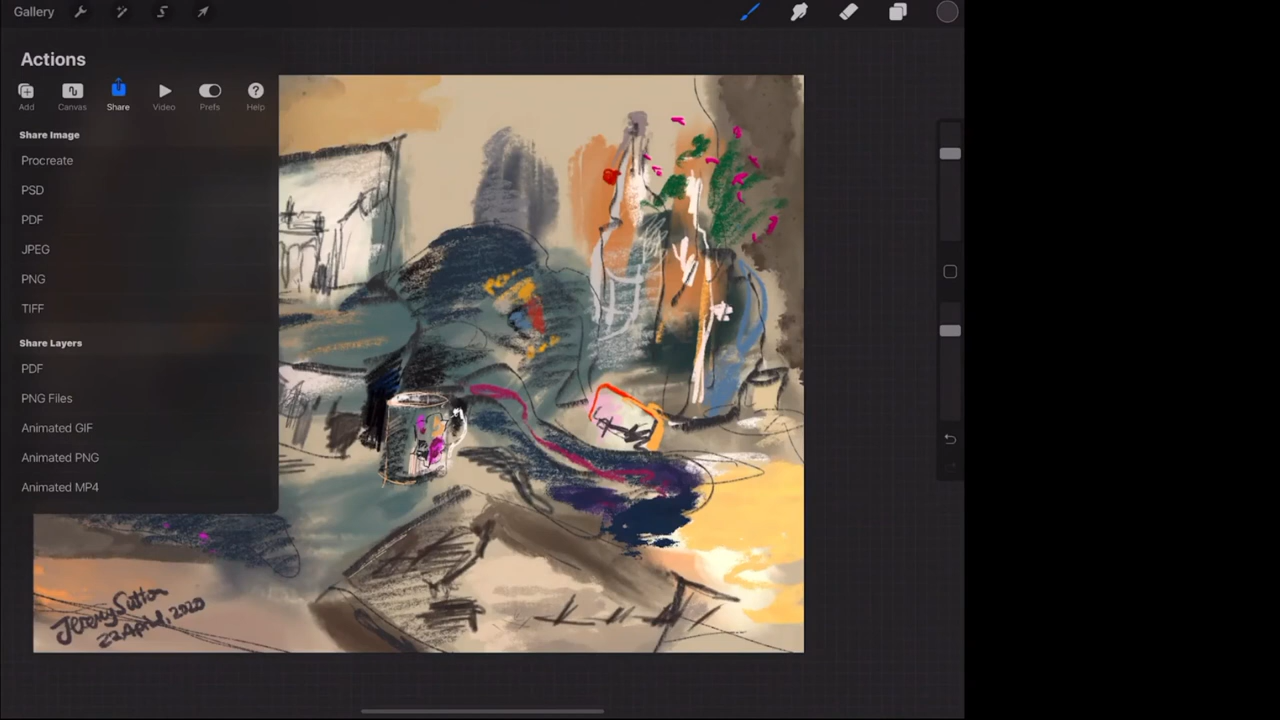 Gallery
Actions
Add Canvas Share Video Prefs Help
Share Image
Procreate
PSD
PDF
JPEG
PNG
TIFF
Share Layers
PDF
PNG Files
Animated GIF
Animated PNG
Animated MP4
Jeremy Sutton
22 April, 2020